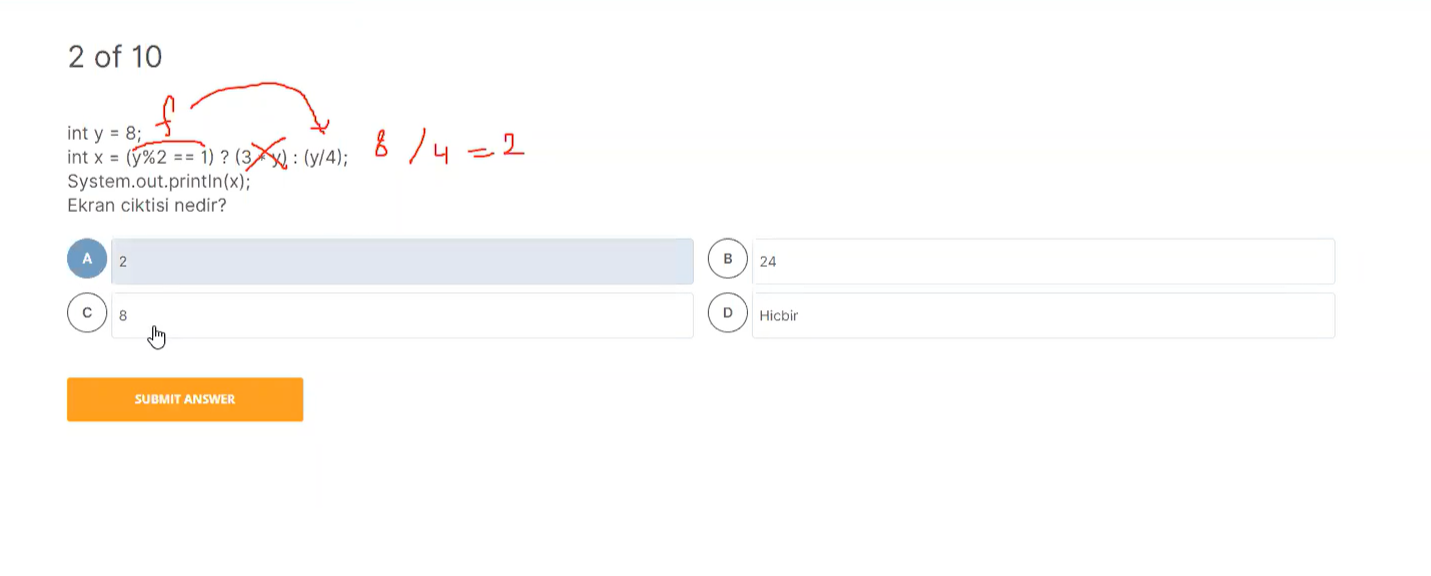 2 of 10
f
int y = 8;
int x = (y%2 == 1) ? (3 * y) : (y/4); 8 / 4 = 2
System.out.println(x);
Ekran ciktisi nedir?
A 2
B 24
C 8
D Hicbir
SUBMIT ANSWER